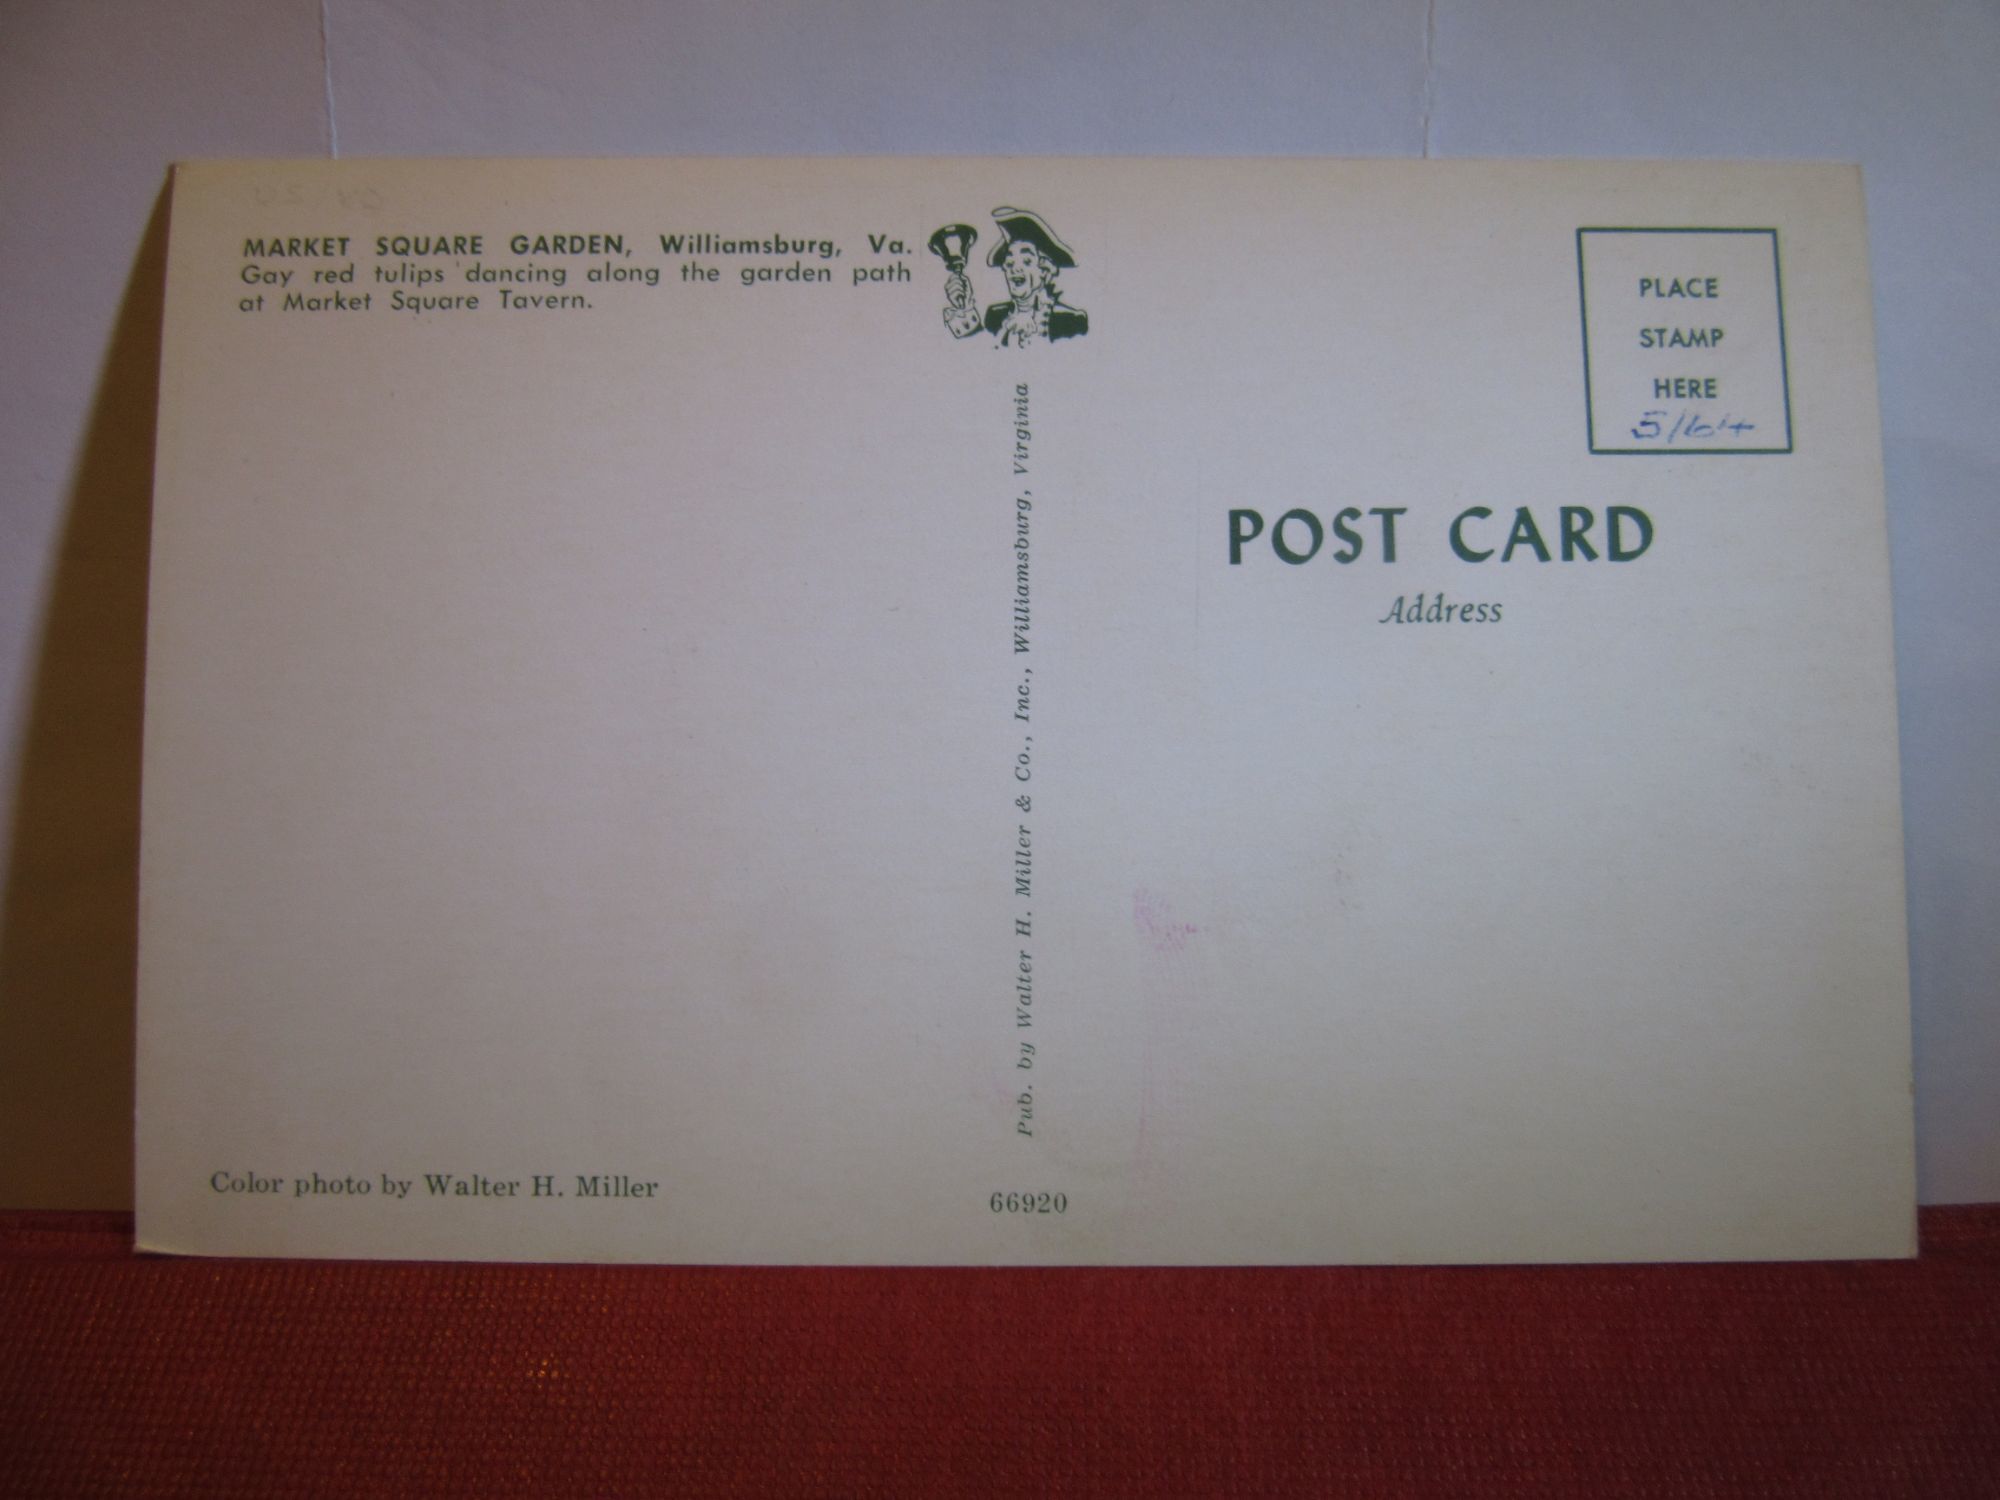 MARKET SQUARE GARDEN, Williamsburg, Va.
Gay red tulips dancing along the garden path
at Market Square Tavern.
Color photo by Walter H. Miller
Pub. by Walter H. Miller & Co., Inc., Williamsburg, Virginia
66920
PLACE
STAMP
HERE
5/64
POST CARD
Address